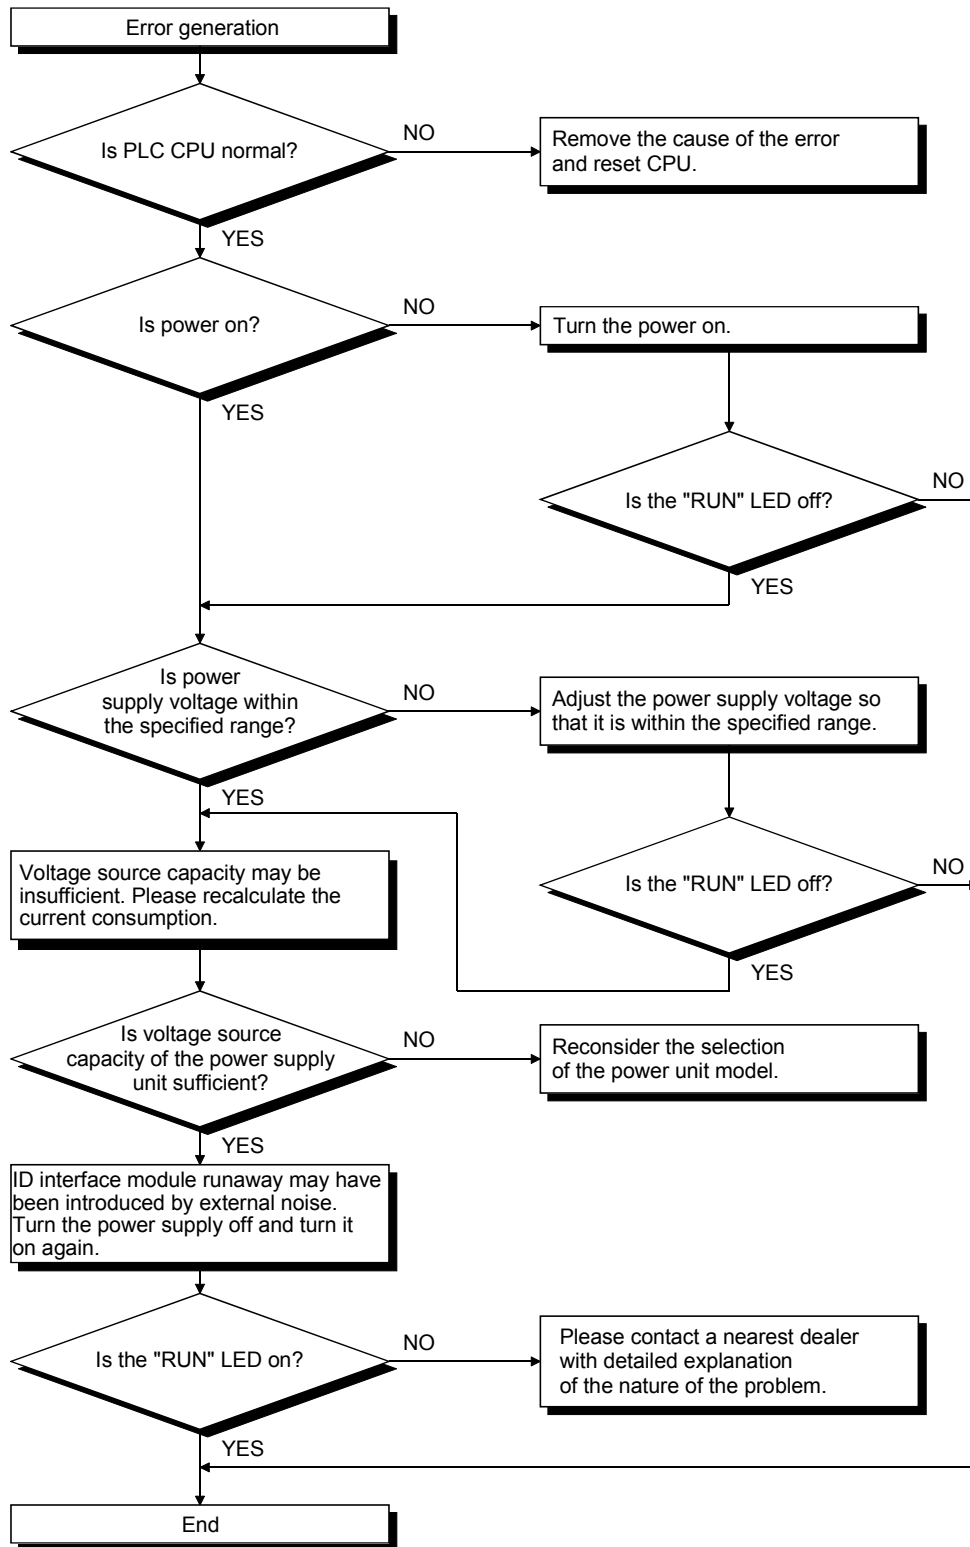 Error generation
Is PLC CPU normal?
NO
Remove the cause of the error
and reset CPU.
YES
Is power on?
NO
Turn the power on.
YES
Is the "RUN" LED off?
NO
YES
Is power
supply voltage within
the specified range?
NO
Adjust the power supply voltage so
that it is within the specified range.
YES
Voltage source capacity may be
insufficient. Please recalculate the
current consumption.
Is the "RUN" LED off?
NO
YES
Is voltage source
capacity of the power supply
unit sufficient?
NO
Reconsider the selection
of the power unit model.
YES
ID interface module runaway may have
been introduced by external noise.
Turn the power supply off and turn it
on again.
Is the "RUN" LED on?
NO
Please contact a nearest dealer
with detailed explanation
of the nature of the problem.
YES
End